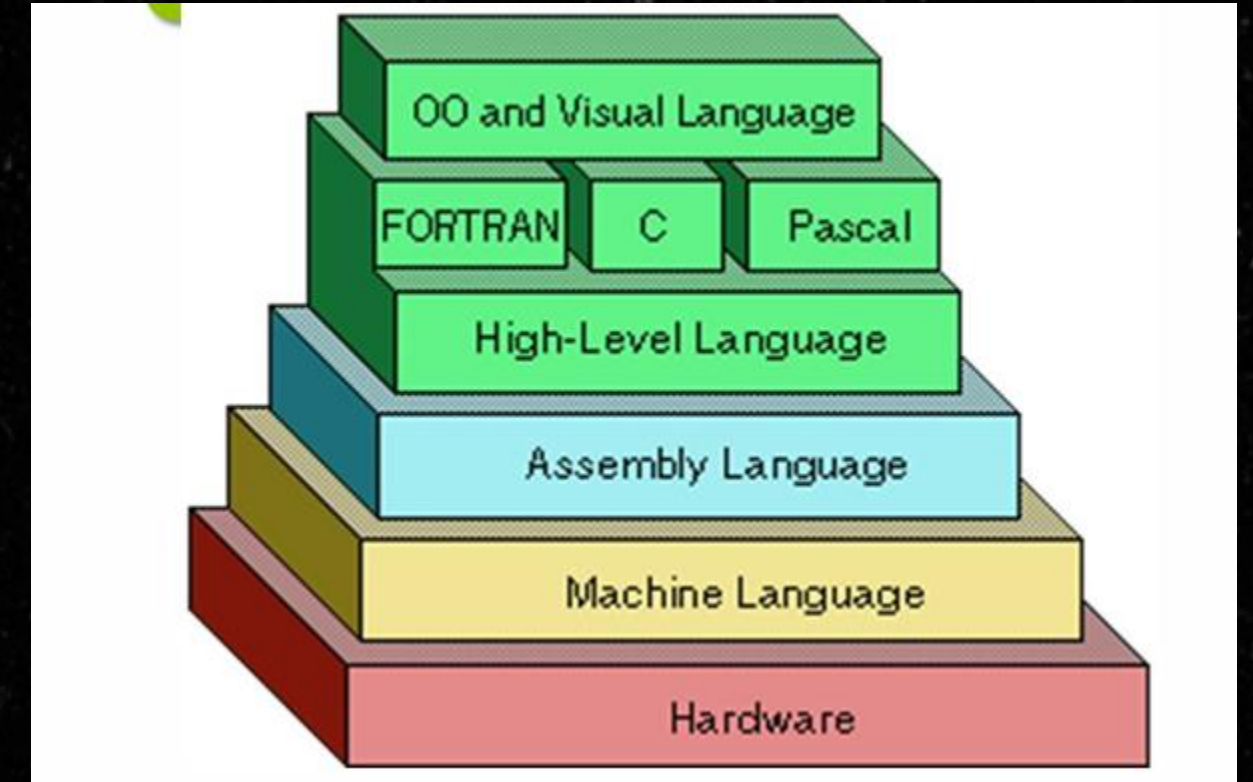 OO and Visual Language
FORTRAN C Pascal
High-Level Language
Assembly Language
Machine Language
Hardware